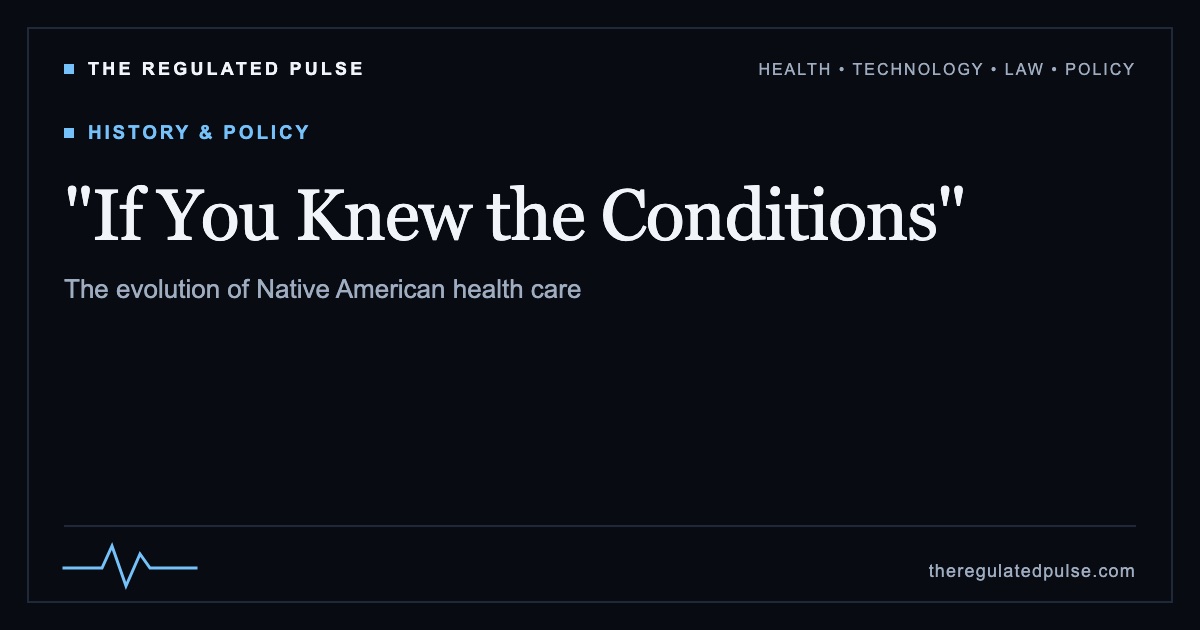 THE REGULATED PULSE
HEALTH • TECHNOLOGY • LAW • POLICY
HISTORY & POLICY
"If You Knew the Conditions"
The evolution of Native American health care
theregulatedpulse.com